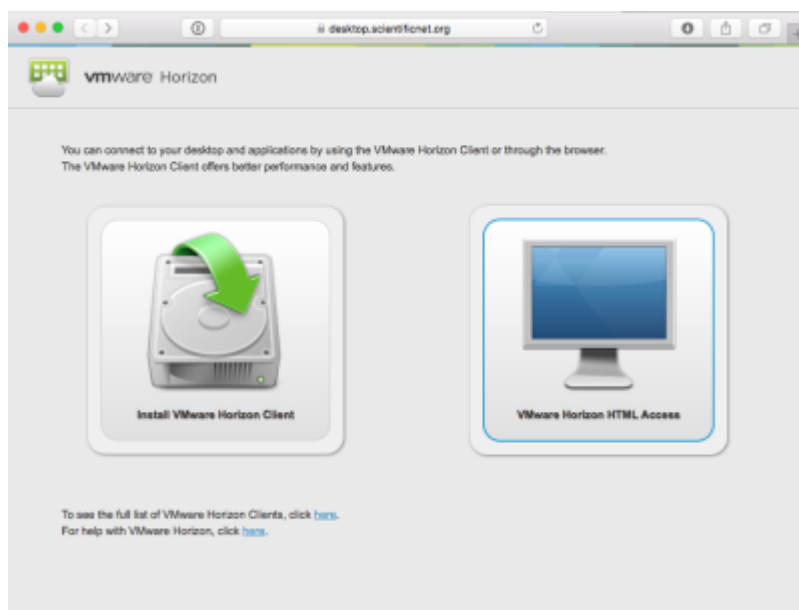 desktop.scientificnet.org
vmware Horizon
You can connect to your desktop and applications by using the VMware Horizon Client or through the browser.
The VMware Horizon Client offers better performance and features.
Install VMware Horizon Client
VMware Horizon HTML Access
To see the full list of VMware Horizon Clients, click here.
For help with VMware Horizon, click here.